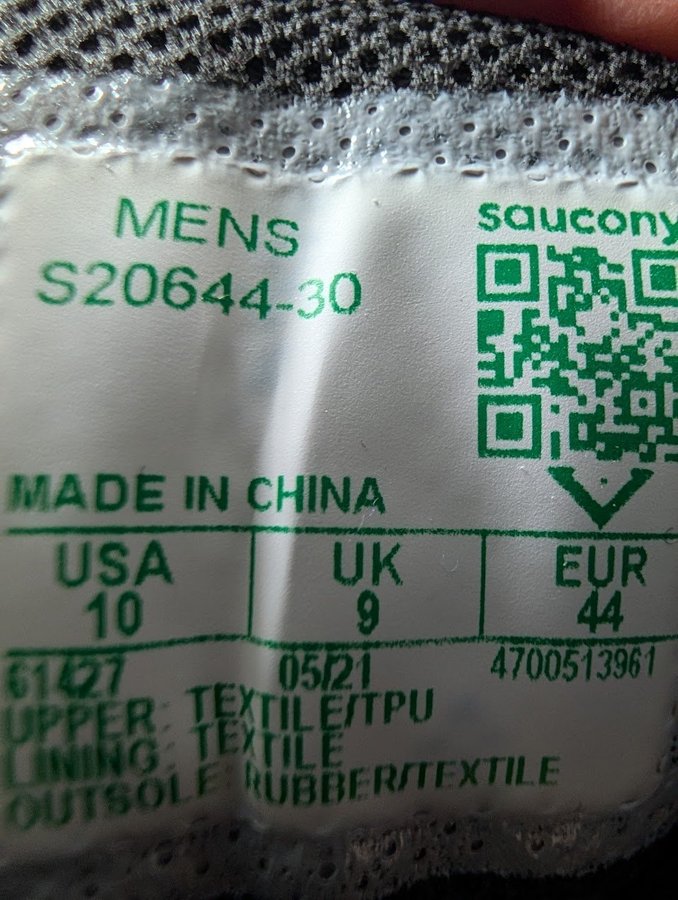 MENS
S20644-30
saucony
MADE IN CHINA
USA UK EUR
10 9 44
61427 05/21 4700513961
UPPER: TEXTILE/TPU
LINING: TEXTILE
OUTSOLE: RUBBER/TEXTILE